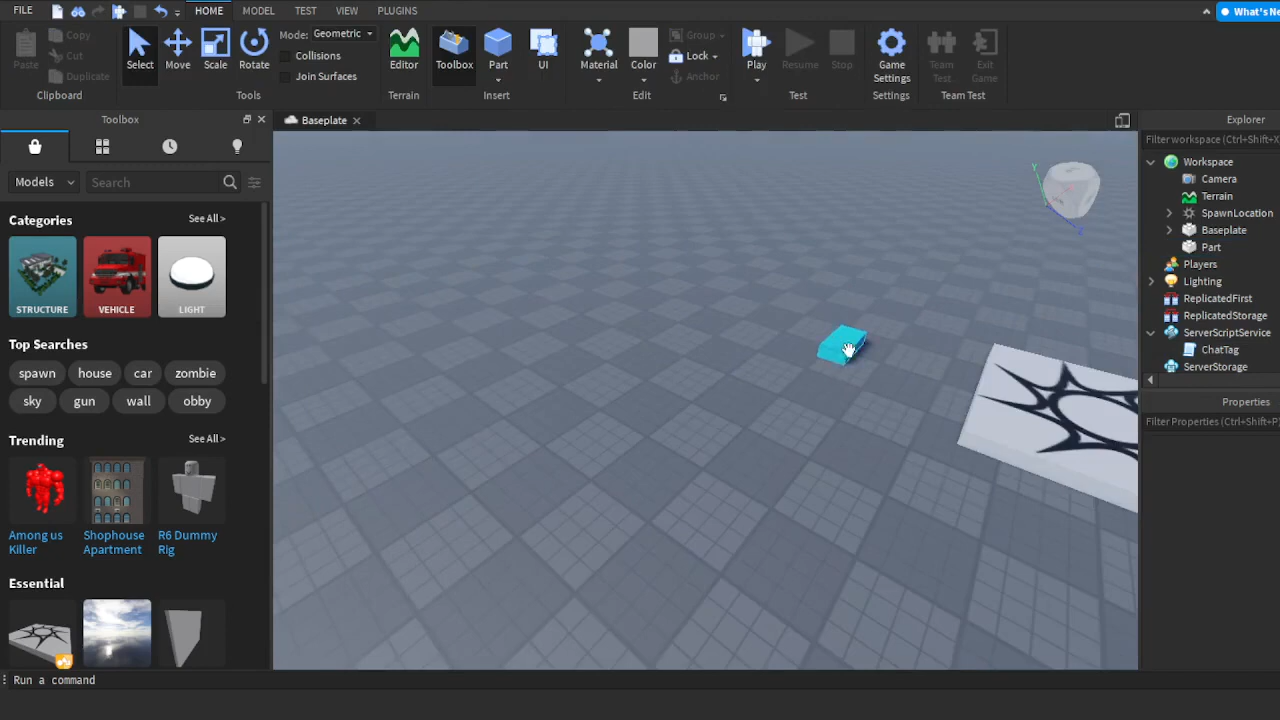 FILE HOME MODEL TEST VIEW PLUGINS What's Ne
Paste Copy Cut Duplicate Clipboard
Select Move Scale Rotate Mode: Geometric Collisions Join Surfaces Tools
Editor Terrain
Toolbox Part UI Insert
Material Color Group Lock Anchor Edit
Play Resume Stop Test
Game Settings Settings
Team Test Exit Game Team Test
Toolbox
Baseplate
Models Search
Categories See All >
STRUCTURE VEHICLE LIGHT
Top Searches
spawn house car zombie
sky gun wall obby
Trending See All >
Among us Killer
Shophouse Apartment
R6 Dummy Rig
Essential
Explorer
Filter workspace (Ctrl+Shift+X
Workspace
Camera
Terrain
SpawnLocation
Baseplate
Part
Players
Lighting
ReplicatedFirst
ReplicatedStorage
ServerScriptService
ChatTag
ServerStorage
Properties
Filter Properties (Ctrl+Shift+P
Run a command